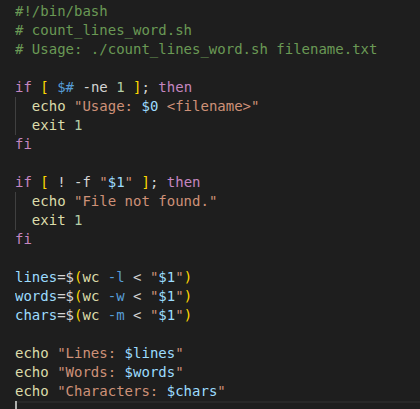 #!/bin/bash
# count_lines_word.sh
# Usage: ./count_lines_word.sh filename.txt
if [ $# -ne 1 ]; then
  echo "Usage: $0 <filename>"
  exit 1
fi
if [ ! -f "$1" ]; then
  echo "File not found."
  exit 1
fi
lines=$(wc -l < "$1")
words=$(wc -w < "$1")
chars=$(wc -m < "$1")
echo "Lines: $lines"
echo "Words: $words"
echo "Characters: $chars"